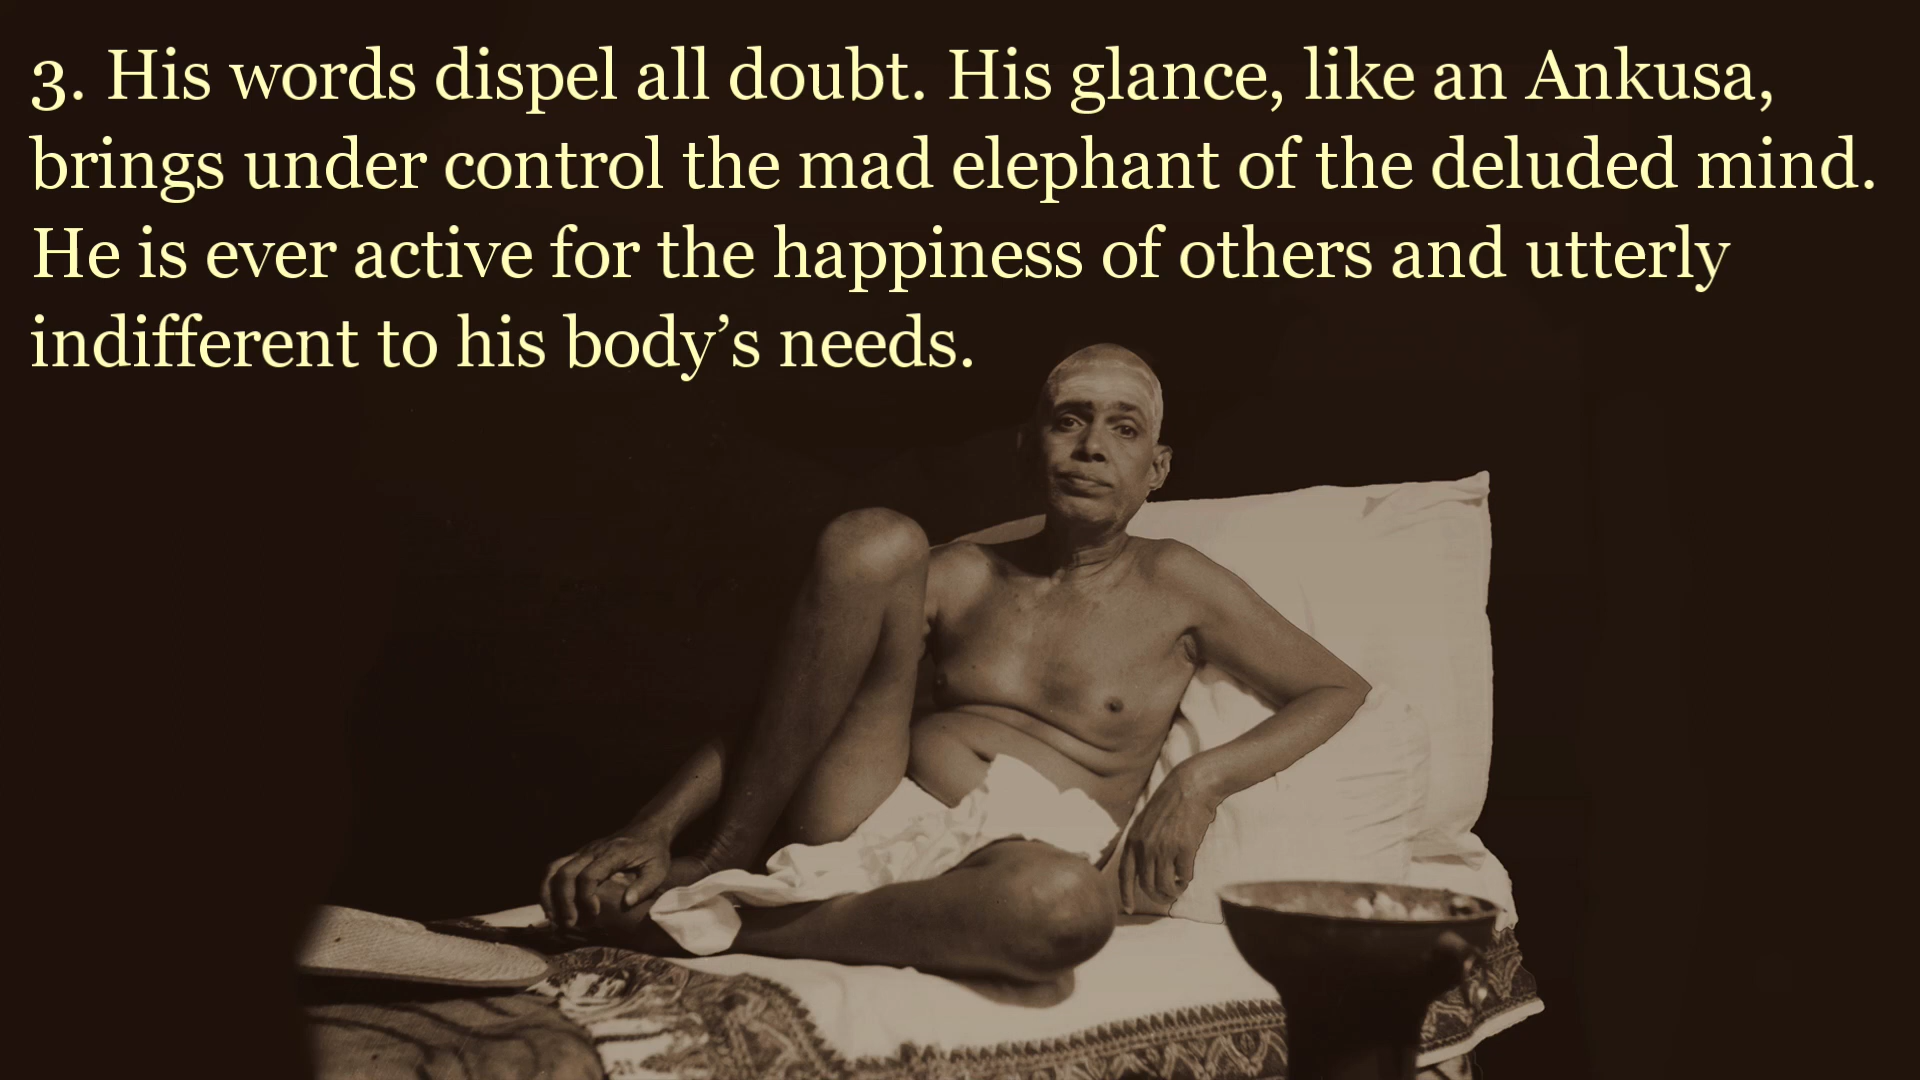 3. His words dispel all doubt. His glance, like an Ankusa,
brings under control the mad elephant of the deluded mind.
He is ever active for the happiness of others and utterly
indifferent to his body’s needs.